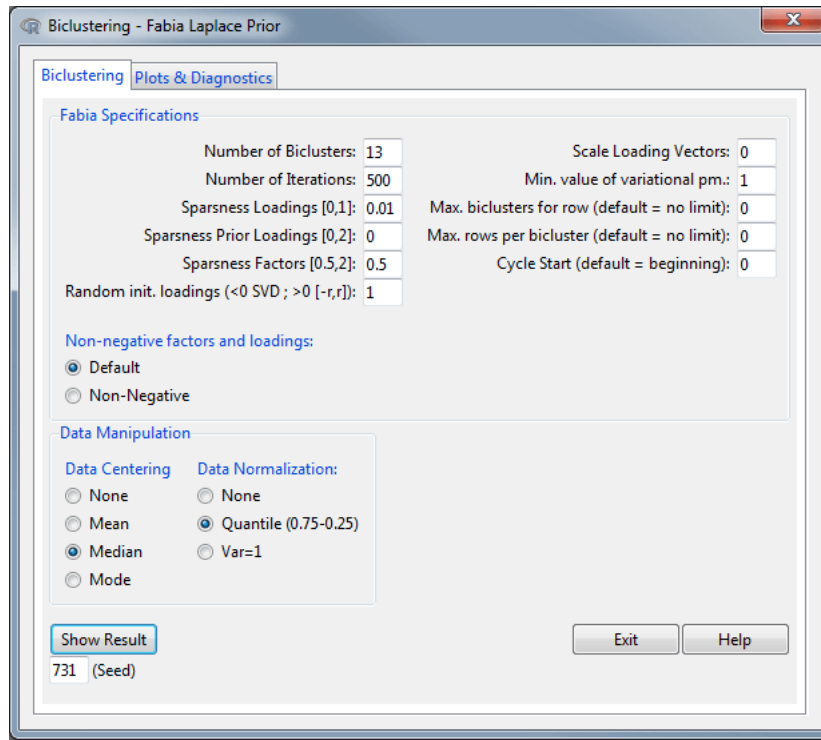 Biclustering - Fabia Laplace Prior
Biclustering Plots & Diagnostics
Fabia Specifications
Number of Biclusters: 13
Number of Iterations: 500
Sparsness Loadings [0,1]: 0.01
Sparsness Prior Loadings [0,2]: 0
Sparsness Factors [0.5,2]: 0.5
Random init. loadings (<0 SVD ; >0 [-r,r]): 1
Scale Loading Vectors: 0
Min. value of variational pm.: 1
Max. biclusters for row (default = no limit): 0
Max. rows per bicluster (default = no limit): 0
Cycle Start (default = beginning): 0
Non-negative factors and loadings:
Default
Non-Negative
Data Manipulation
Data Centering
None
Mean
Median
Mode
Data Normalization:
None
Quantile (0.75-0.25)
Var=1
Show Result
731 (Seed)
Exit
Help